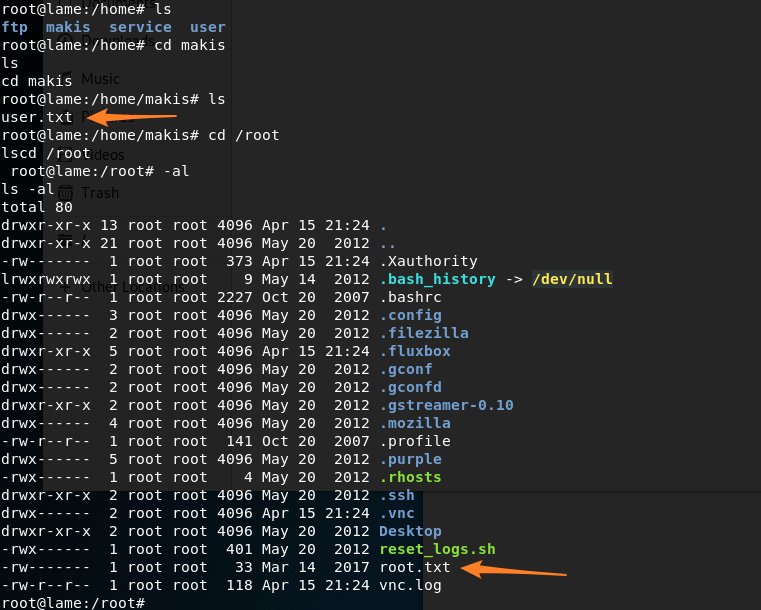 root@lame:/home# ls
ftp  makis  service  user
root@lame:/home# cd makis
ls
cd makis
root@lame:/home/makis# ls
user.txt
root@lame:/home/makis# cd /root
lscd /root
 root@lame:/root# -al
ls -al
total 80
drwxr-xr-x 13 root root 4096 Apr 15 21:24 .
drwxr-xr-x 21 root root 4096 May 20  2012 ..
-rw-------  1 root root  373 Apr 15 21:24 .Xauthority
lrwxrwxrwx  1 root root    9 May 14  2012 .bash_history -> /dev/null
-rw-r--r--  1 root root 2227 Oct 20  2007 .bashrc
drwx------  3 root root 4096 May 20  2012 .config
drwx------  2 root root 4096 May 20  2012 .filezilla
drwxr-xr-x  5 root root 4096 Apr 15 21:24 .fluxbox
drwx------  2 root root 4096 May 20  2012 .gconf
drwx------  2 root root 4096 May 20  2012 .gconfd
drwxr-xr-x  2 root root 4096 May 20  2012 .gstreamer-0.10
drwx------  4 root root 4096 May 20  2012 .mozilla
-rw-r--r--  1 root root  141 Oct 20  2007 .profile
drwx------  5 root root 4096 May 20  2012 .purple
-rwx------  1 root root    4 May 20  2012 .rhosts
drwxr-xr-x  2 root root 4096 May 20  2012 .ssh
drwx------  2 root root 4096 Apr 15 21:24 .vnc
drwxr-xr-x  2 root root 4096 May 20  2012 Desktop
-rwx------  1 root root  401 May 20  2012 reset_logs.sh
-rw-------  1 root root   33 Mar 14  2017 root.txt
-rw-r--r--  1 root root  118 Apr 15 21:24 vnc.log
root@lame:/root#
Music
Videos
Trash
Other Locations